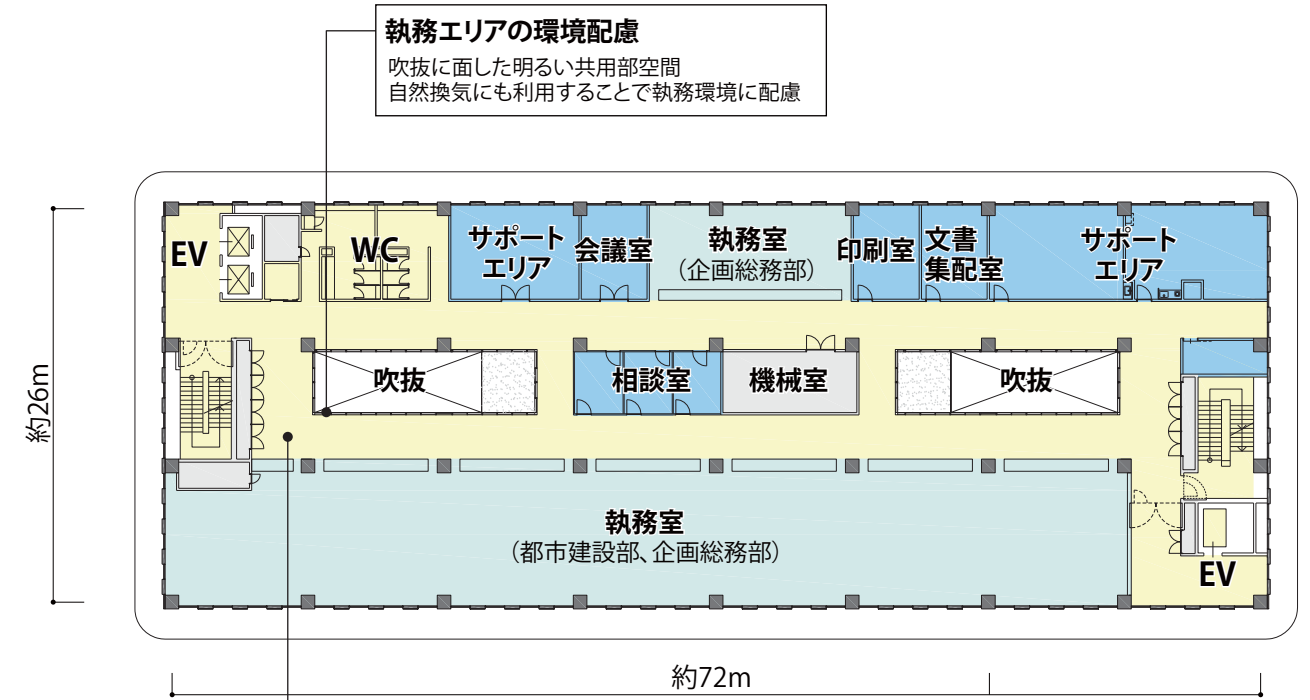 執務エリアの環境配慮
吹抜に面した明るい共用部空間
自然換気にも利用することで執務環境に配慮
EV
WC
サポート
エリア
会議室
執務室
（企画総務部）
印刷室
文書
集配室
サポート
エリア
吹抜
相談室
機械室
吹抜
約26m
執務室
（都市建設部、企画総務部）
EV
約72m